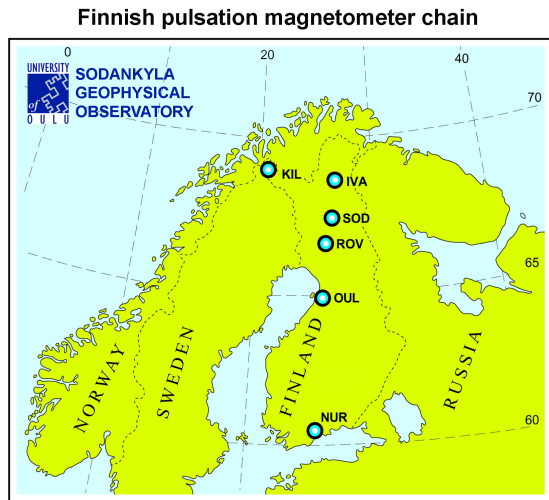 Finnish pulsation magnetometer chain
0
20
40
70
UNIVERSITY
of
OULU
SODANKYLA
GEOPHYSICAL
OBSERVATORY
KIL
IVA
SOD
ROV
65
OUL
NORWAY
SWEDEN
FINLAND
RUSSIA
NUR
60